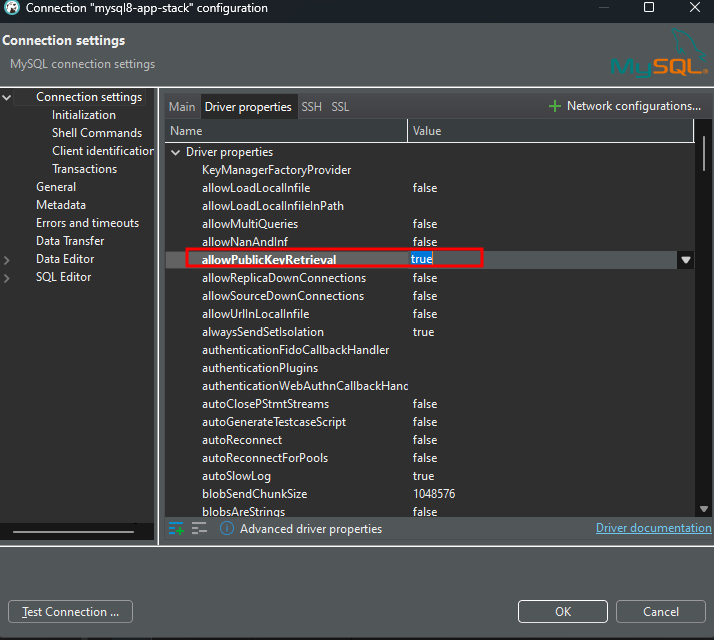 Connection "mysql8-app-stack" configuration
Connection settings
MySQL connection settings
MySQL
Connection settings
Initialization
Shell Commands
Client identification
Transactions
General
Metadata
Errors and timeouts
Data Transfer
Data Editor
SQL Editor
Main Driver properties SSH SSL Network configurations...
Name Value
Driver properties
KeyManagerFactoryProvider
allowLoadLocalInfile false
allowLoadLocalInfileInPath
allowMultiQueries false
allowNanAndInf false
allowPublicKeyRetrieval true
allowReplicaDownConnections false
allowSourceDownConnections false
allowUrlInLocalInfile false
alwaysSendSetIsolation true
authenticationFidoCallbackHandler
authenticationPlugins
authenticationWebAuthnCallbackHanc
autoClosePStmtStreams false
autoGenerateTestcaseScript false
autoReconnect false
autoReconnectForPools false
autoSlowLog true
blobSendChunkSize 1048576
blobsAreStrings false
Advanced driver properties Driver documentation
Test Connection ... OK Cancel